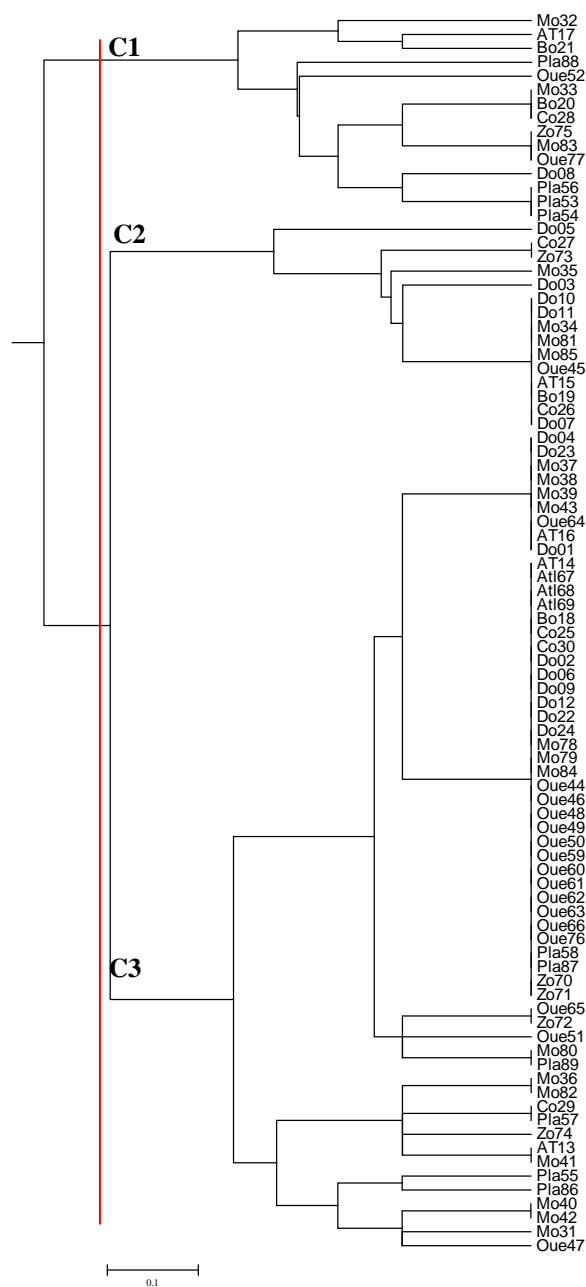 Mo32
AT17
C1
Bo21
Pla88
Oue52
Mo33
Bo20
Co28
Zo75
Mo83
Oue77
Do08
Pla56
Pla53
Pla54
Do05
C2
Co27
Zo73
Mo35
Do03
Do10
Do11
Mo34
Mo81
Mo85
Oue45
AT15
Bo19
Co26
Do07
Do04
Do23
Mo37
Mo38
Mo39
Mo43
Oue64
AT16
Do01
AT14
Atl67
Atl68
Atl69
Bo18
Co25
Co30
Do02
Do06
Do09
Do12
Do22
Do24
Mo78
Mo79
Mo84
Oue44
Oue46
Oue48
Oue49
Oue50
Oue59
Oue60
Oue61
Oue62
Oue63
Oue66
Oue76
Pla58
Pla87
C3
Zo70
Zo71
Oue65
Zo72
Oue51
Mo80
Pla89
Mo36
Mo82
Co29
Pla57
Zo74
AT13
Mo41
Pla55
Pla86
Mo40
Mo42
Mo31
Oue47
0.1